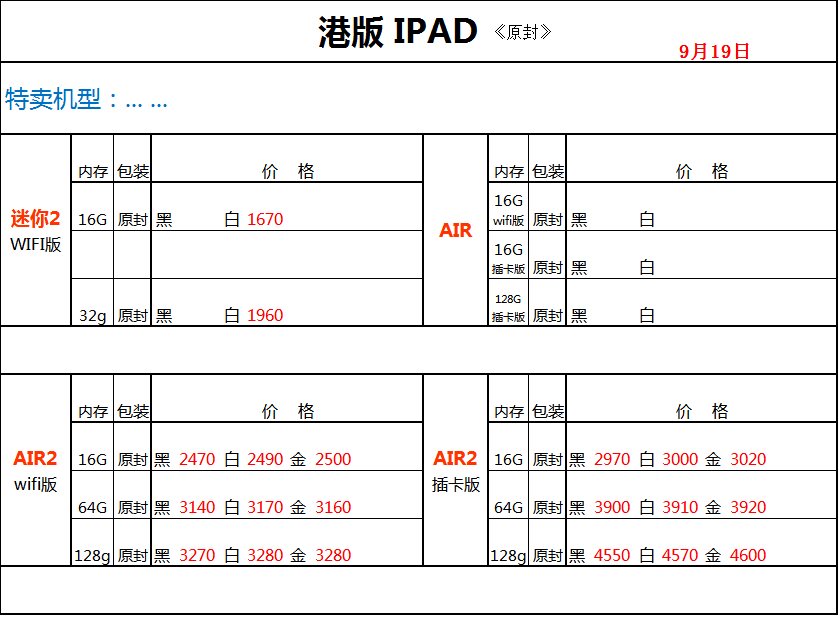 港版 IPAD 《原封》
9月19日
特卖机型：... ...
内存 包装 价 格 内存 包装 价 格
迷你2
WIFI版
16G 原封 黑 白 1670
32g 原封 黑 白 1960
AIR
16G
wifi版 原封 黑 白
16G
插卡版 原封 黑 白
128G
插卡版 原封 黑 白
内存 包装 价 格 内存 包装 价 格
AIR2
wifi版
16G 原封 黑 2470 白 2490 金 2500
64G 原封 黑 3140 白 3170 金 3160
128g 原封 黑 3270 白 3280 金 3280
AIR2
插卡版
16G 原封 黑 2970 白 3000 金 3020
64G 原封 黑 3900 白 3910 金 3920
128g 原封 黑 4550 白 4570 金 4600